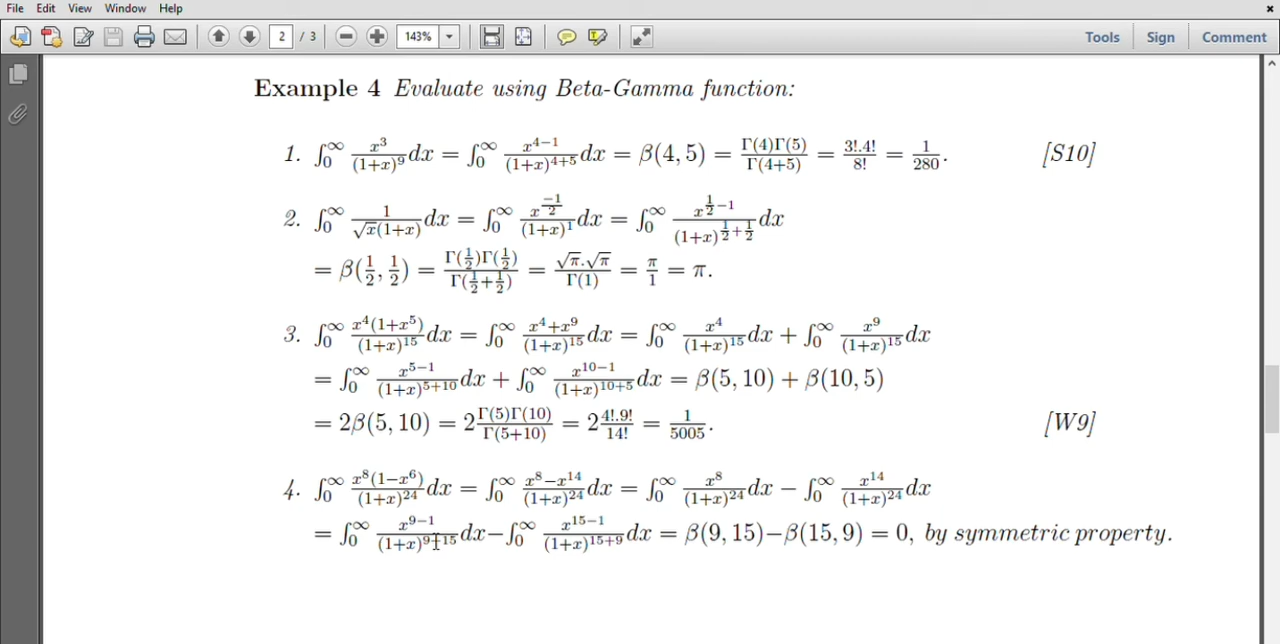 File Edit View Window Help
2 / 3 143% Tools Sign Comment
Example 4 Evaluate using Beta-Gamma function:
1. ∫₀^∞ x³/(1+x)⁹ dx = ∫₀^∞ x^(4−1)/(1+x)^(4+5) dx = β(4, 5) = Γ(4)Γ(5)/Γ(4+5) = 3!.4!/8! = 1/280. [S10]
2. ∫₀^∞ 1/(√x(1+x)) dx = ∫₀^∞ x^(−1/2)/(1+x)¹ dx = ∫₀^∞ x^(1/2−1)/(1+x)^(1/2+1/2) dx
= β(1/2, 1/2) = Γ(1/2)Γ(1/2)/Γ(1/2+1/2) = √π.√π/Γ(1) = π/1 = π.
3. ∫₀^∞ x⁴(1+x⁵)/(1+x)¹⁵ dx = ∫₀^∞ (x⁴+x⁹)/(1+x)¹⁵ dx = ∫₀^∞ x⁴/(1+x)¹⁵ dx + ∫₀^∞ x⁹/(1+x)¹⁵ dx
= ∫₀^∞ x^(5−1)/(1+x)^(5+10) dx + ∫₀^∞ x^(10−1)/(1+x)^(10+5) dx = β(5, 10) + β(10, 5)
= 2β(5, 10) = 2 Γ(5)Γ(10)/Γ(5+10) = 2 4!.9!/14! = 1/5005. [W9]
4. ∫₀^∞ x⁸(1−x⁶)/(1+x)²⁴ dx = ∫₀^∞ (x⁸−x¹⁴)/(1+x)²⁴ dx = ∫₀^∞ x⁸/(1+x)²⁴ dx − ∫₀^∞ x¹⁴/(1+x)²⁴ dx
= ∫₀^∞ x^(9−1)/(1+x)^(9+15) dx − ∫₀^∞ x^(15−1)/(1+x)^(15+9) dx = β(9, 15) − β(15, 9) = 0, by symmetric property.